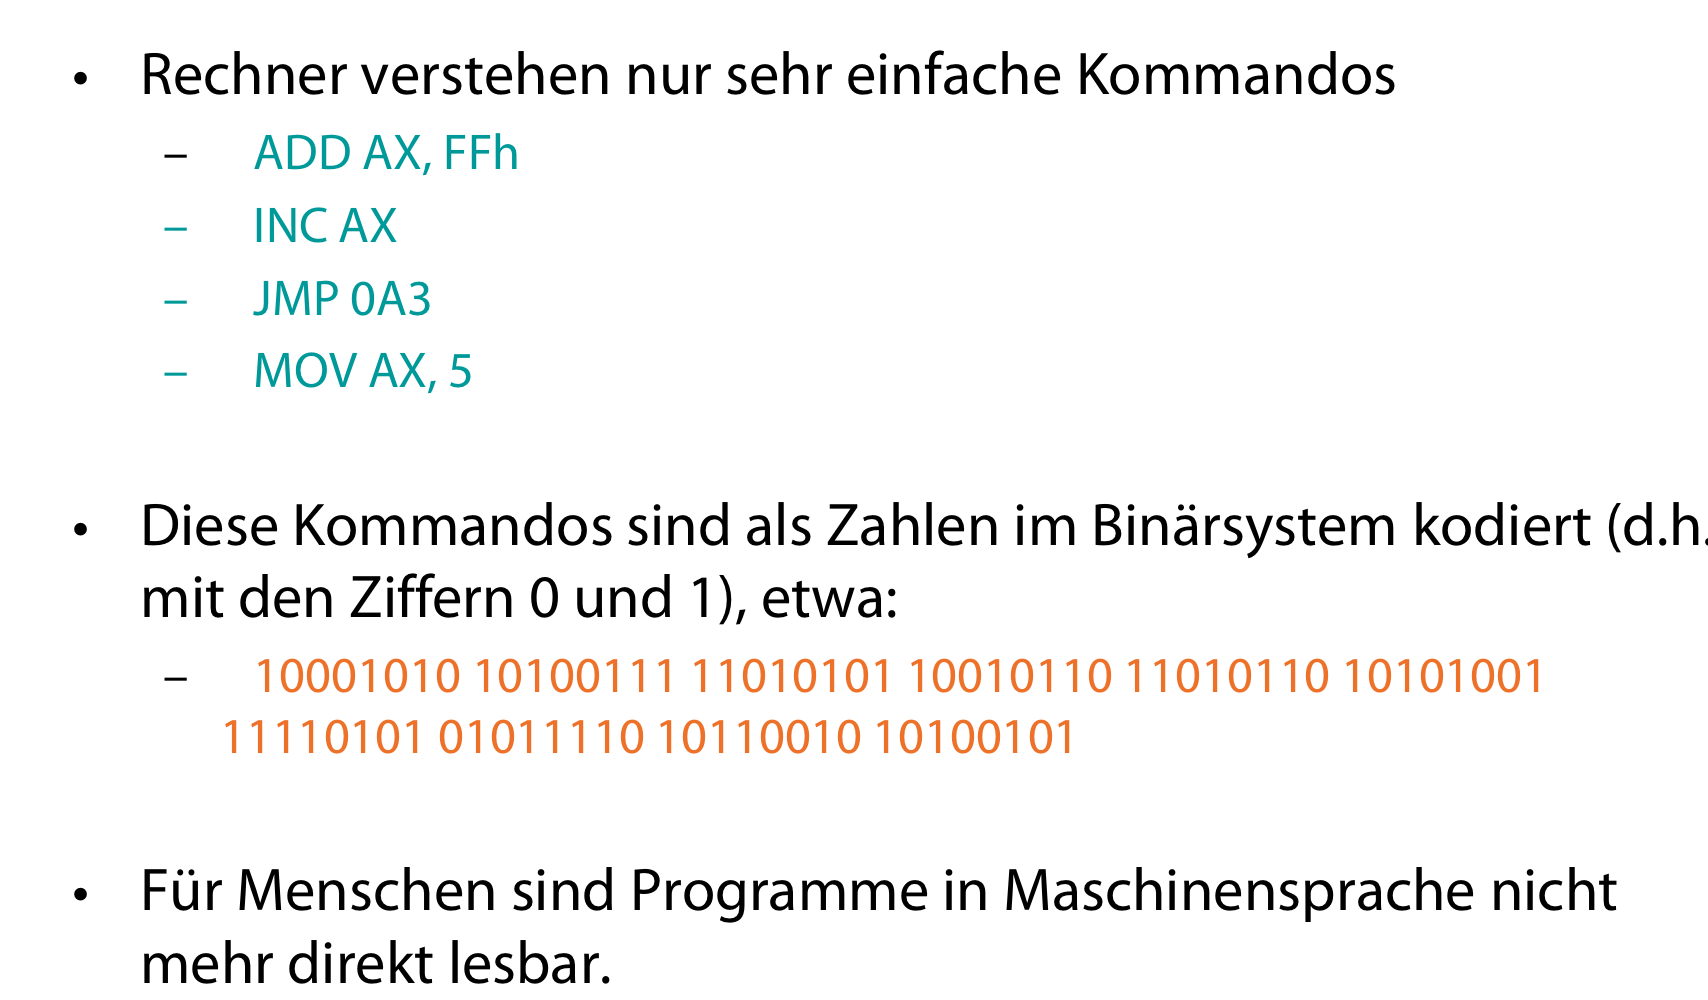 • Rechner verstehen nur sehr einfache Kommandos
– ADD AX, FFh
– INC AX
– JMP 0A3
– MOV AX, 5
• Diese Kommandos sind als Zahlen im Binärsystem kodiert (d.h.
mit den Ziffern 0 und 1), etwa:
– 10001010 10100111 11010101 10010110 11010110 10101001
11110101 01011110 10110010 10100101
• Für Menschen sind Programme in Maschinensprache nicht
mehr direkt lesbar.